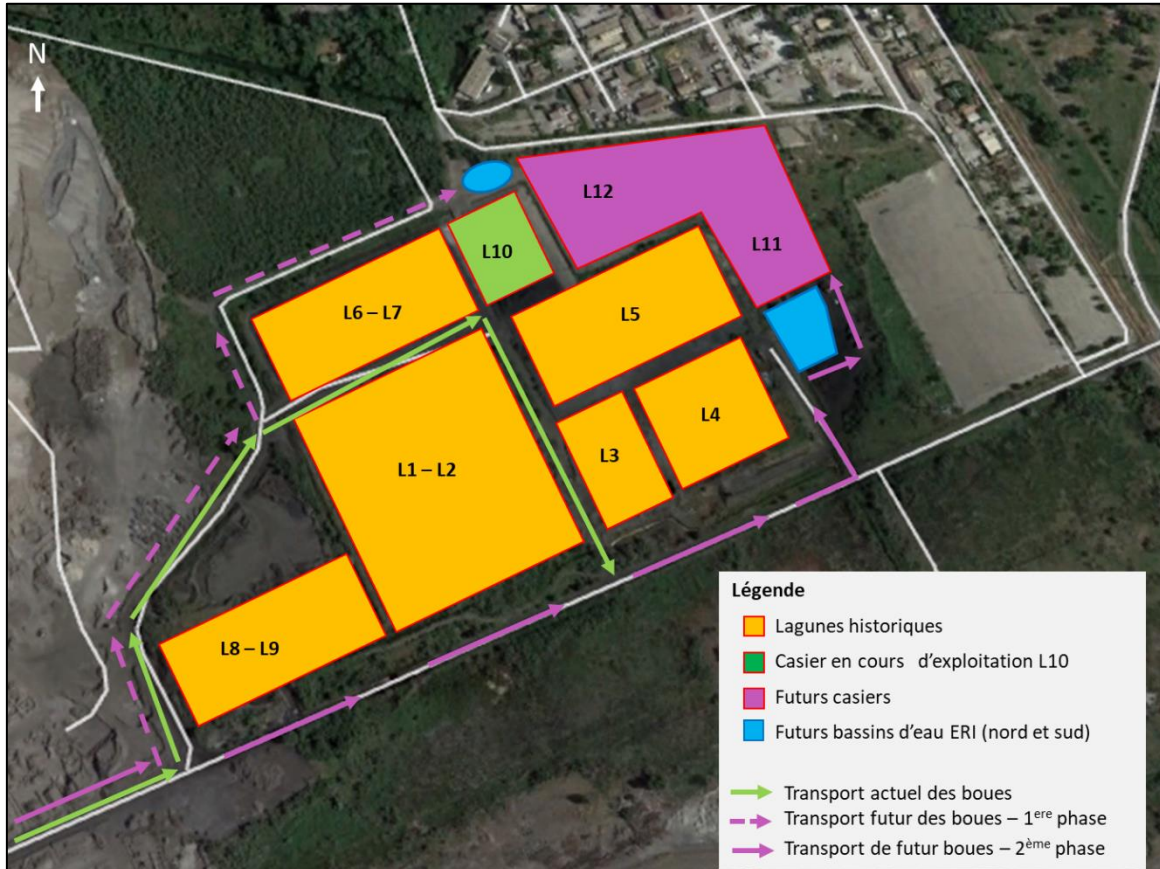 N
L12
L10
L11
L6 – L7
L5
L4
L3
L1 – L2
L8 – L9
Légende
Lagunes historiques
Casier en cours d'exploitation L10
Futurs casiers
Futurs bassins d'eau ERI (nord et sud)
Transport actuel des boues
Transport futur des boues – 1ere phase
Transport de futur boues – 2ème phase